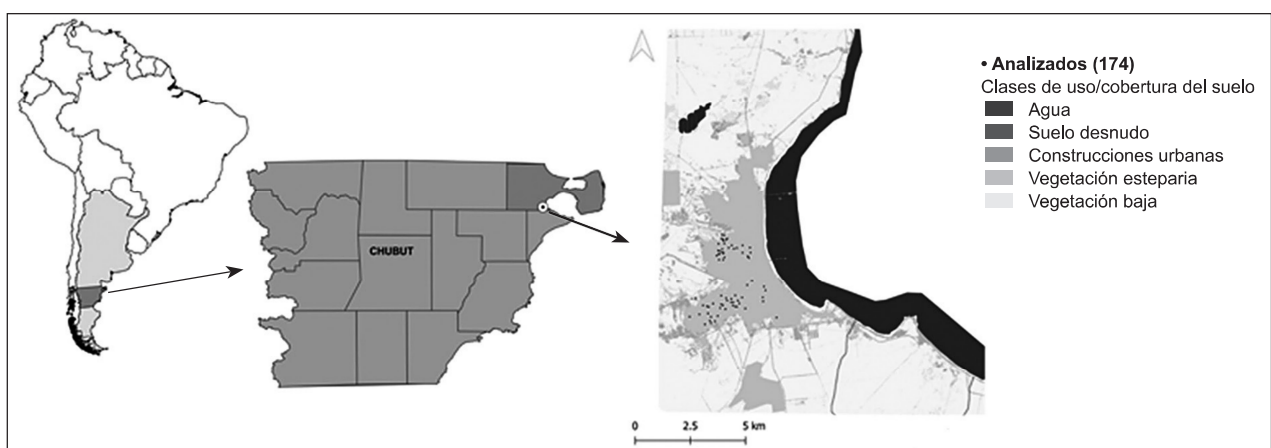 CHUBUT
• Analizados (174)
Clases de uso/cobertura del suelo
Agua
Suelo desnudo
Construcciones urbanas
Vegetación esteparia
Vegetación baja
0 2.5 5 km